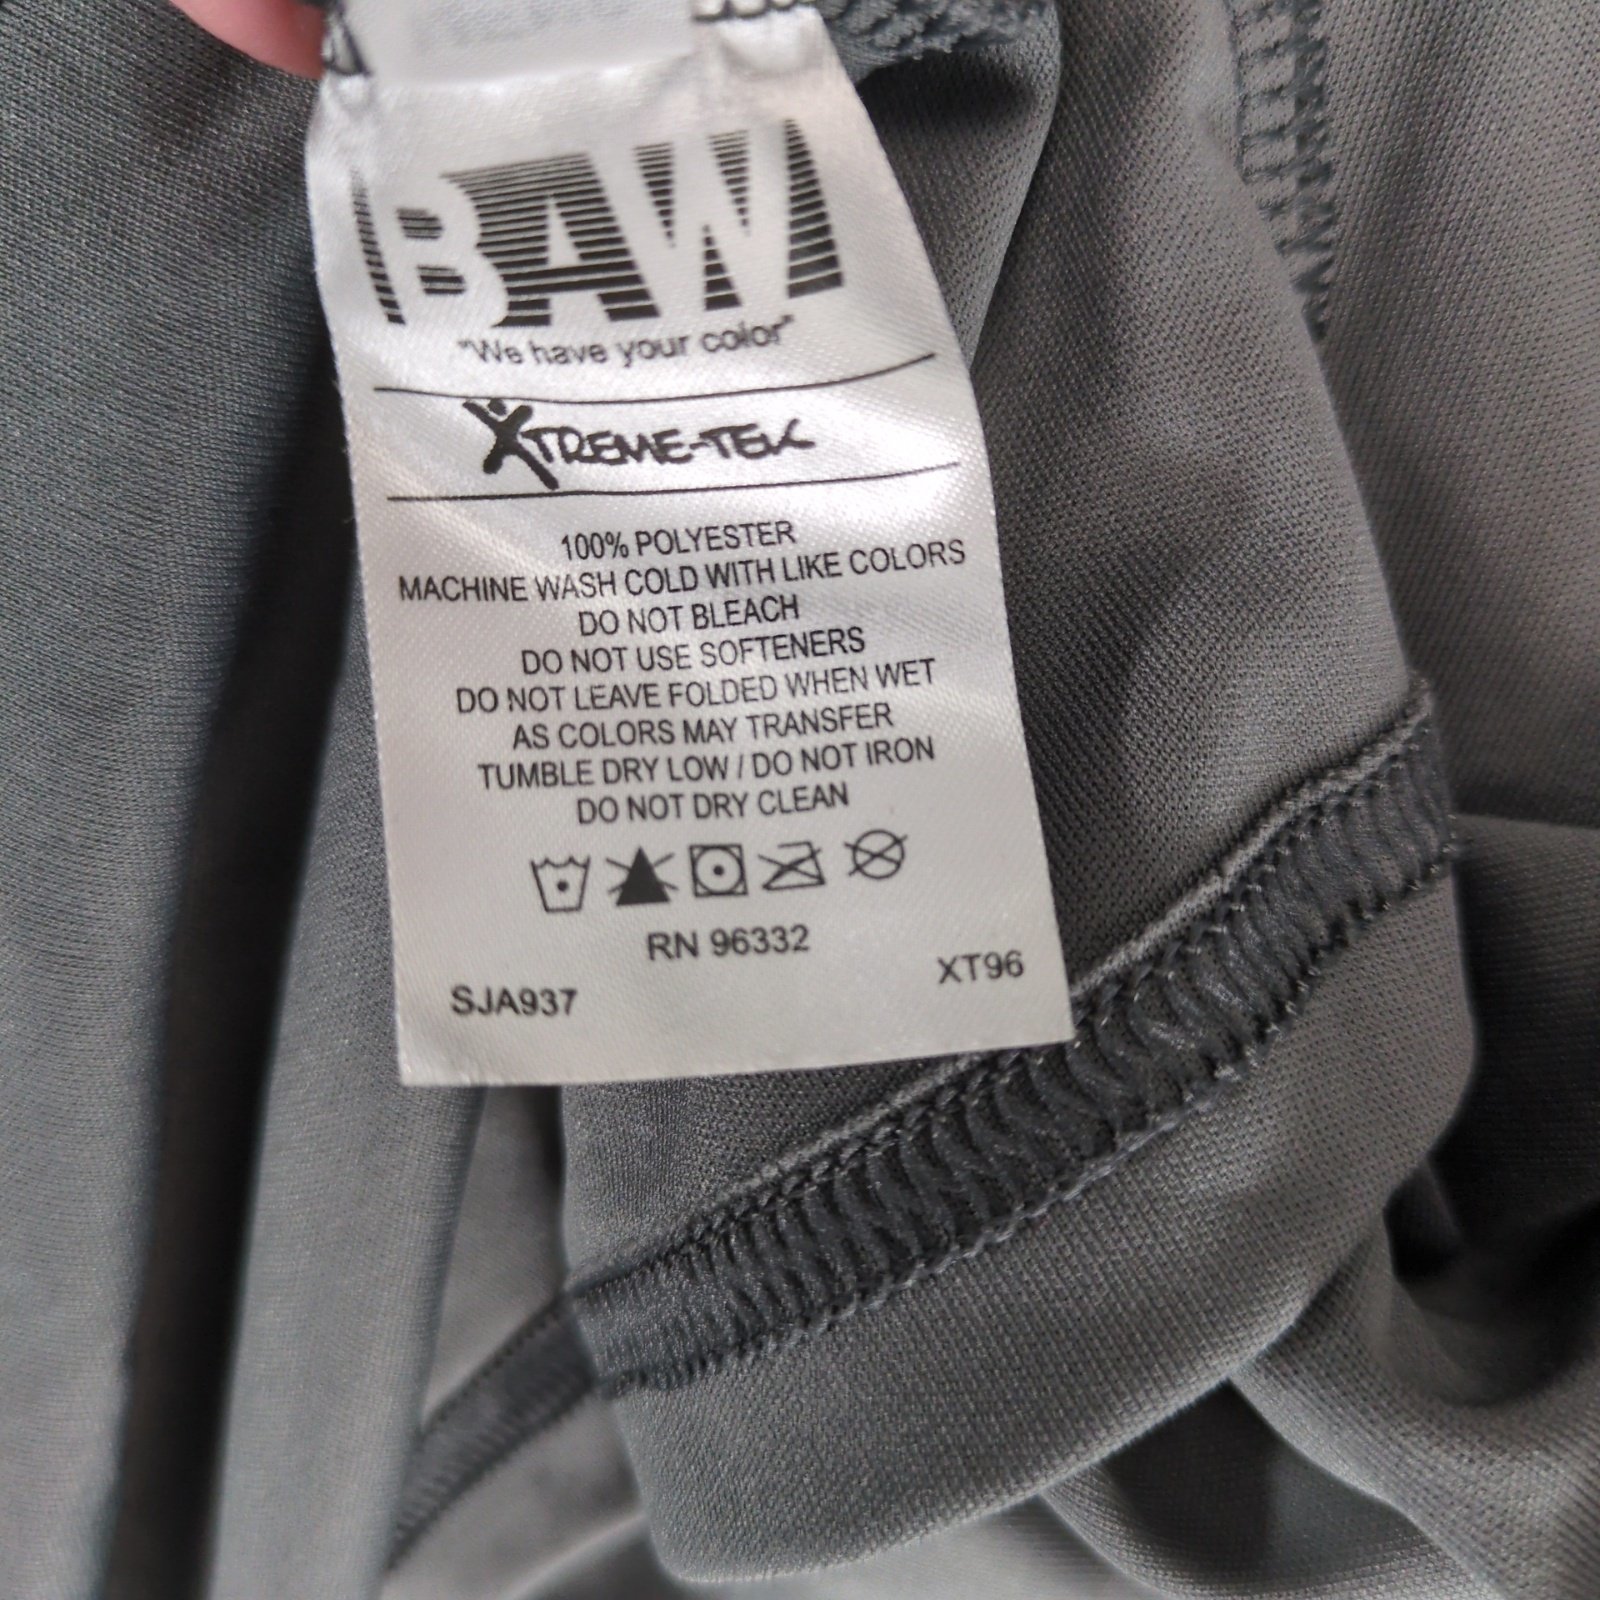 BAW
"We have your color"
XTREME-TEK
100% POLYESTER
MACHINE WASH COLD WITH LIKE COLORS
DO NOT BLEACH
DO NOT USE SOFTENERS
DO NOT LEAVE FOLDED WHEN WET
AS COLORS MAY TRANSFER
TUMBLE DRY LOW / DO NOT IRON
DO NOT DRY CLEAN
RN 96332
XT96
SJA937